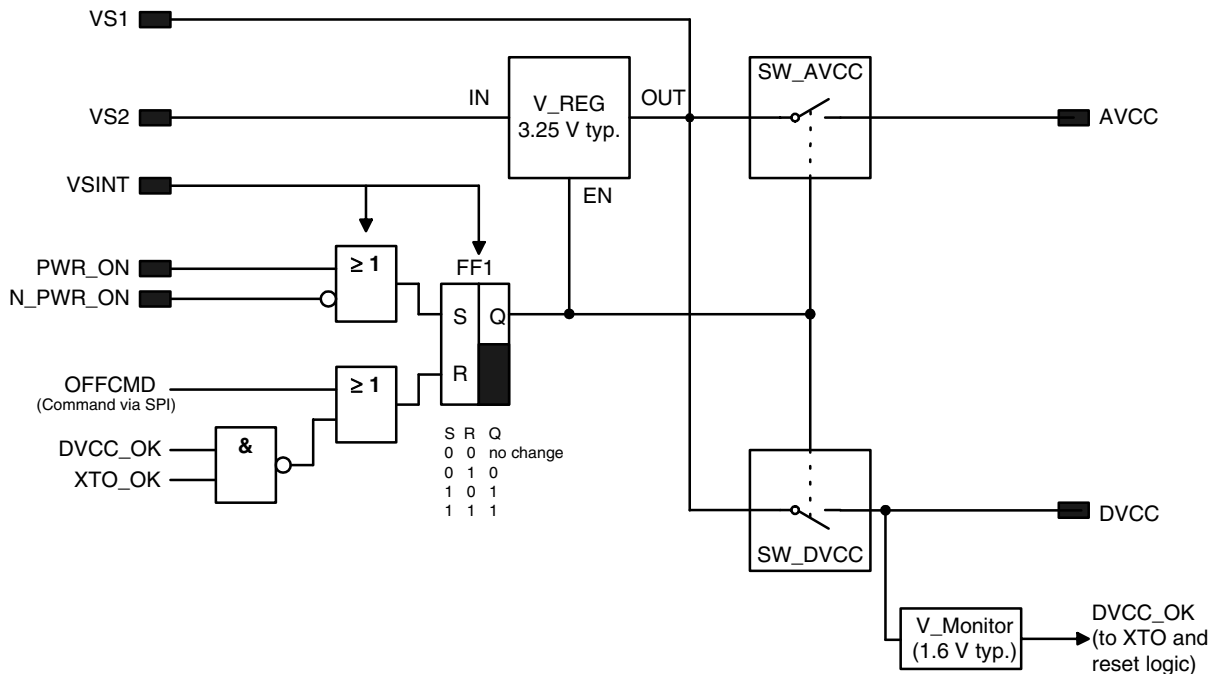 VS1
SW_AVCC
IN
V_REG
3.25 V typ.
OUT
VS2
AVCC
VSINT
EN
PWR_ON
≥ 1
FF1
N_PWR_ON
S
Q
R
OFFCMD
(Command via SPI)
≥ 1
DVCC_OK
&
XTO_OK
S R Q
0 0 no change
0 1 0
1 0 1
1 1 1
DVCC
SW_DVCC
V_Monitor
(1.6 V typ.)
DVCC_OK
(to XTO and
reset logic)